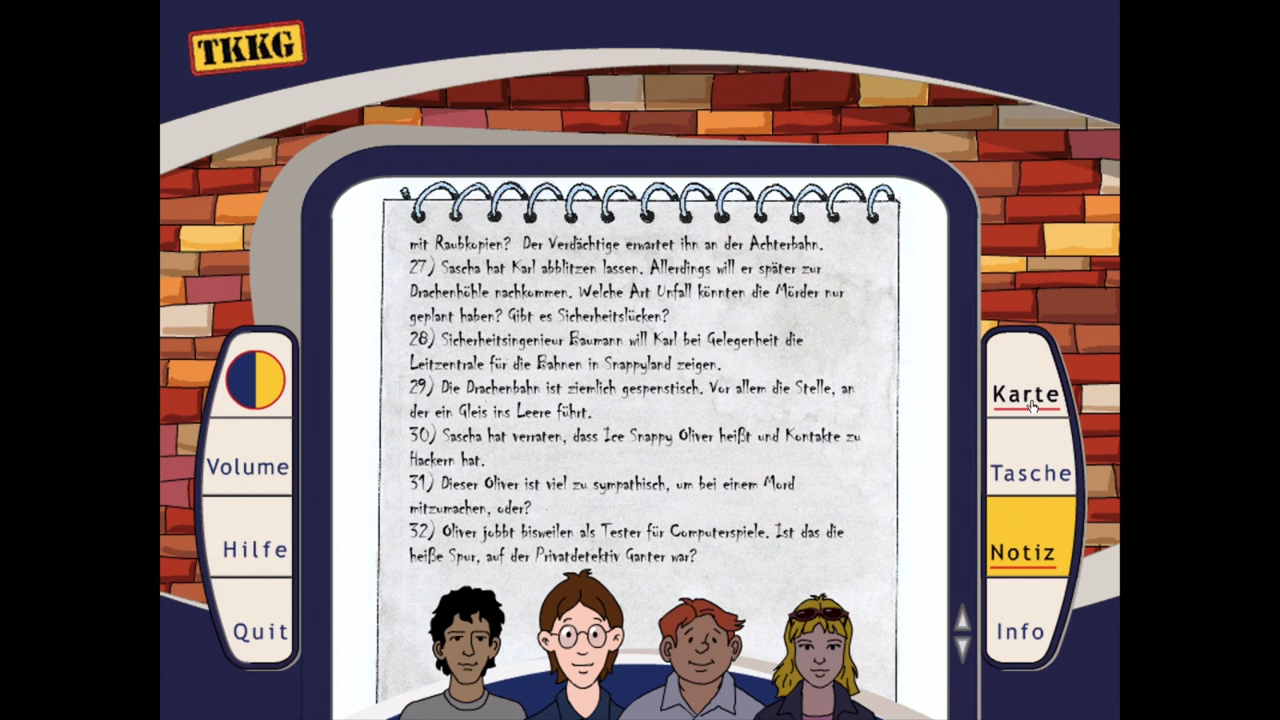 TKKG
mit Raubkopien? Der Verdächtige erwartet ihn an der Achterbahn.
27) Sascha hat Karl abblitzen lassen. Allerdings will er später zur
Drachenhöhle nachkommen. Welche Art Unfall könnten die Mörder nur
geplant haben? Gibt es Sicherheitslücken?
28) Sicherheitsingenieur Baumann will Karl bei Gelegenheit die
Leitzentrale für die Bahnen in Snappyland zeigen.
29) Die Drachenbahn ist ziemlich gespenstisch. Vor allem die Stelle, an
der ein Gleis ins Leere führt.
30) Sascha hat verraten, dass Ice Snappy Oliver heißt und Kontakte zu
Hackern hat.
31) Dieser Oliver ist viel zu sympathisch, um bei einem Mord
mitzumachen, oder?
32) Oliver jobbt bisweilen als Tester für Computerspiele. Ist das die
heiße Spur, auf der Privatdetektiv Ganter war?
Volume
Hilfe
Quit
Karte
Tasche
Notiz
Info